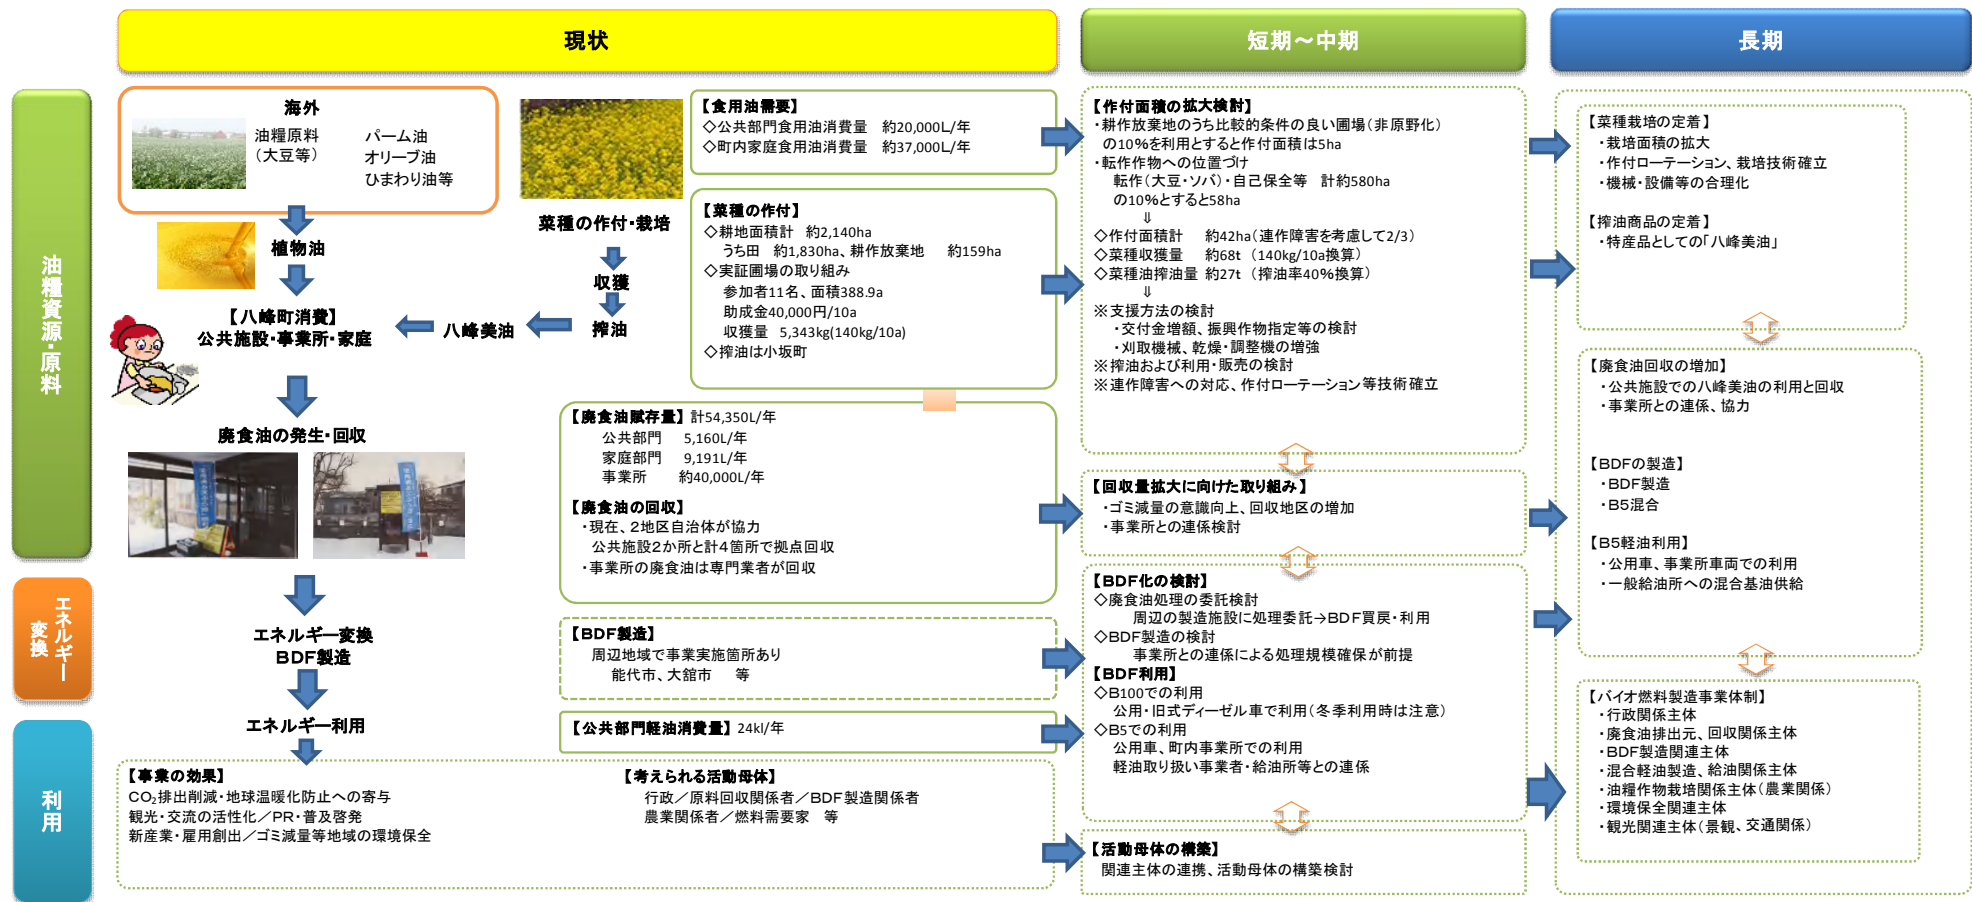 現状
短期～中期
長期
油糧資源・原料
エネルギー
変換
利用
海外
油糧原料
（大豆等）
パーム油
オリーブ油
ひまわり油等
植物油
【八峰町消費】
公共施設・事業所・家庭
菜種の作付・栽培
収穫
搾油
八峰美油
廃食油の発生・回収
エネルギー変換
BDF製造
エネルギー利用
【食用油需要】
◇公共部門食用油消費量　約20,000L/年
◇町内家庭食用油消費量　約37,000L/年
【菜種の作付】
◇耕地面積計　約2,140ha
うち田　約1,830ha、耕作放棄地　約159ha
◇実証圃場の取り組み
参加者11名、面積388.9a
助成金40,000円/10a
収穫量　5,343kg(140kg/10a)
◇搾油は小坂町
【廃食油賦存量】計54,350L/年
公共部門　5,160L/年
家庭部門　9,191L/年
事業所　約40,000L/年
【廃食油の回収】
・現在、2地区自治体が協力
公共施設2か所と計4箇所で拠点回収
・事業所の廃食油は専門業者が回収
【BDF製造】
周辺地域で事業実施箇所あり
能代市、大舘市　等
【公共部門軽油消費量】24kl/年
【事業の効果】
CO₂排出削減・地球温暖化防止への寄与
観光・交流の活性化／PR・普及啓発
新産業・雇用創出／ゴミ減量等地域の環境保全
【考えられる活動母体】
行政／原料回収関係者／BDF製造関係者
農業関係者／燃料需要家　等
【作付面積の拡大検討】
・耕作放棄地のうち比較的条件の良い圃場（非原野化）
の10%を利用とすると作付面積は5ha
・転作作物への位置づけ
転作（大豆・ソバ）・自己保全等　計約580ha
の10%とすると58ha
⇓
◇作付面積計　約42ha（連作障害を考慮して2/3）
◇菜種収穫量　約68t（140kg/10a換算）
◇菜種油搾油量　約27t（搾油率40%換算）
⇓
※支援方法の検討
・交付金増額、振興作物指定等の検討
・刈取機械、乾燥・調整機の増強
※搾油および利用・販売の検討
※連作障害への対応、作付ローテーション等技術確立
【回収量拡大に向けた取り組み】
・ゴミ減量の意識向上、回収地区の増加
・事業所との連係検討
【BDF化の検討】
◇廃食油処理の委託検討
周辺の製造施設に処理委託→BDF買戻・利用
◇BDF製造の検討
事業所との連係による処理規模確保が前提
【BDF利用】
◇B100での利用
公用・旧式ディーゼル車で利用（冬季利用時は注意）
◇B5での利用
公用車、町内事業所での利用
軽油取り扱い事業者・給油所等との連係
【活動母体の構築】
関連主体の連携、活動母体の構築検討
【菜種栽培の定着】
・栽培面積の拡大
・作付ローテーション、栽培技術確立
・機械・設備等の合理化
【搾油商品の定着】
・特産品としての「八峰美油」
【廃食油回収の増加】
・公共施設での八峰美油の利用と回収
・事業所との連係、協力
【BDFの製造】
・BDF製造
・B5混合
【B5軽油利用】
・公用車、事業所車両での利用
・一般給油所への混合基油供給
【バイオ燃料製造事業体制】
・行政関係主体
・廃食油排出元、回収関係主体
・BDF製造関連主体
・混合軽油製造、給油関係主体
・油糧作物栽培関係主体（農業関係）
・環境保全関連主体
・観光関連主体（景観、交通関係）